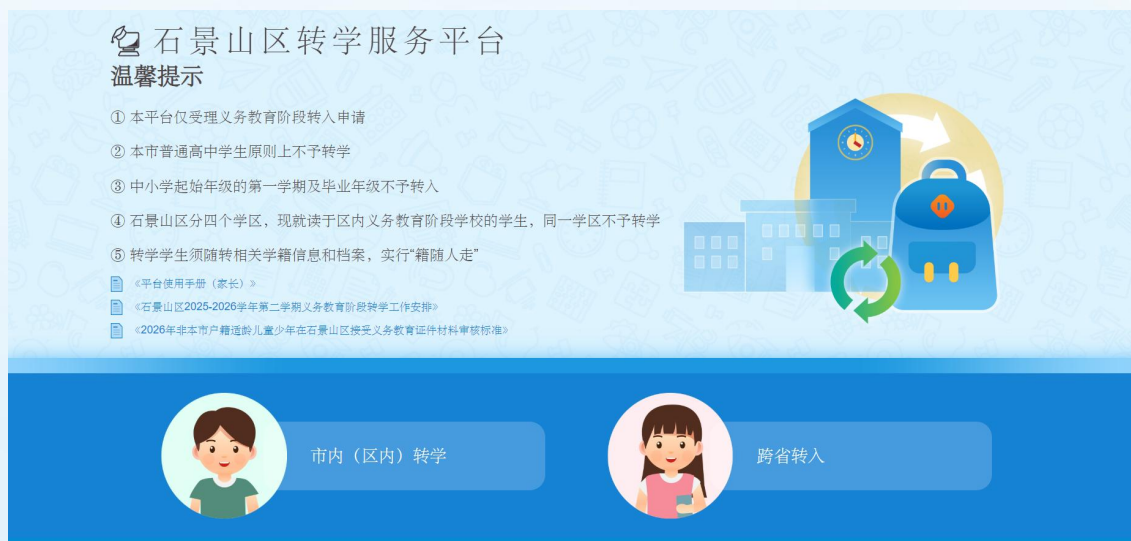 石景山区转学服务平台
温馨提示
① 本平台仅受理义务教育阶段转入申请
② 本市普通高中学生原则上不予转学
③ 中小学起始年级的第一学期及毕业年级不予转入
④ 石景山区分四个学区，现就读于区内义务教育阶段学校的学生，同一学区不予转学
⑤ 转学学生须随转相关学籍信息和档案，实行“籍随人走”
《平台使用手册（家长）》
《石景山区2025-2026学年第二学期义务教育阶段转学工作安排》
《2026年非本市户籍适龄儿童少年在石景山区接受义务教育证件材料审核标准》
市内（区内）转学
跨省转入